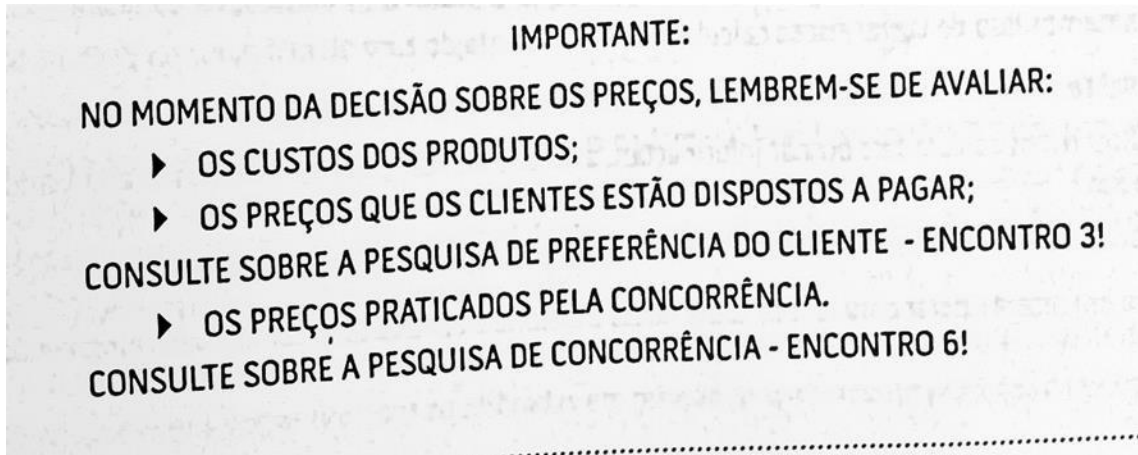 IMPORTANTE:
NO MOMENTO DA DECISÃO SOBRE OS PREÇOS, LEMBREM-SE DE AVALIAR:
▶ OS CUSTOS DOS PRODUTOS;
▶ OS PREÇOS QUE OS CLIENTES ESTÃO DISPOSTOS A PAGAR;
CONSULTE SOBRE A PESQUISA DE PREFERÊNCIA DO CLIENTE - ENCONTRO 3!
▶ OS PREÇOS PRATICADOS PELA CONCORRÊNCIA.
CONSULTE SOBRE A PESQUISA DE CONCORRÊNCIA - ENCONTRO 6!